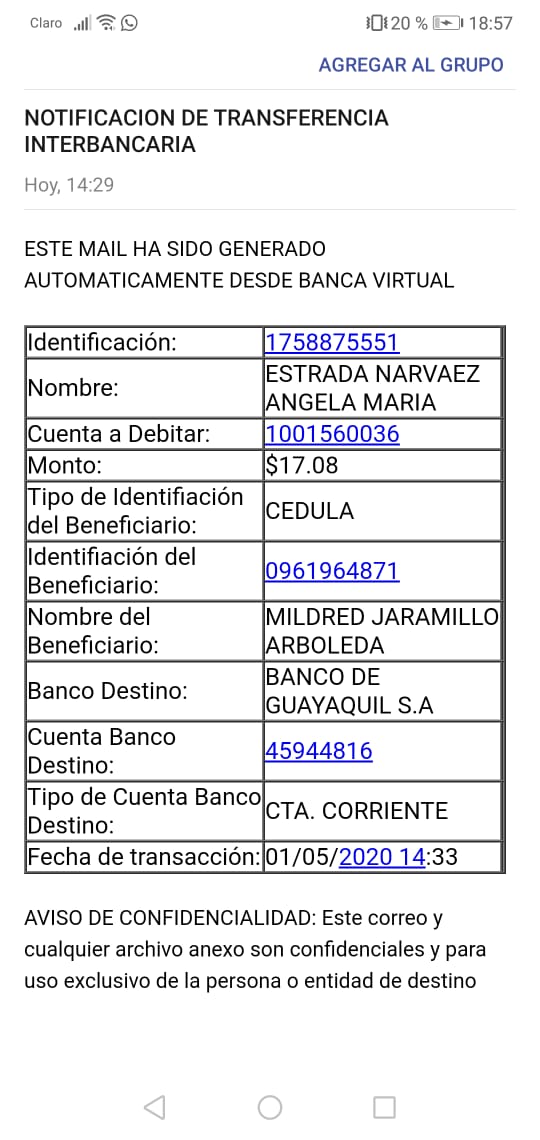 Claro 20 % 18:57
AGREGAR AL GRUPO
NOTIFICACION DE TRANSFERENCIA
INTERBANCARIA
Hoy, 14:29
ESTE MAIL HA SIDO GENERADO
AUTOMATICAMENTE DESDE BANCA VIRTUAL
Identificación: 1758875551
Nombre: ESTRADA NARVAEZ
ANGELA MARIA
Cuenta a Debitar: 1001560036
Monto: $17.08
Tipo de Identifiación
del Beneficiario: CEDULA
Identifiación del
Beneficiario: 0961964871
Nombre del
Beneficiario: MILDRED JARAMILLO
ARBOLEDA
Banco Destino: BANCO DE
GUAYAQUIL S.A
Cuenta Banco
Destino: 45944816
Tipo de Cuenta Banco
Destino: CTA. CORRIENTE
Fecha de transacción: 01/05/2020 14:33
AVISO DE CONFIDENCIALIDAD: Este correo y
cualquier archivo anexo son confidenciales y para
uso exclusivo de la persona o entidad de destino